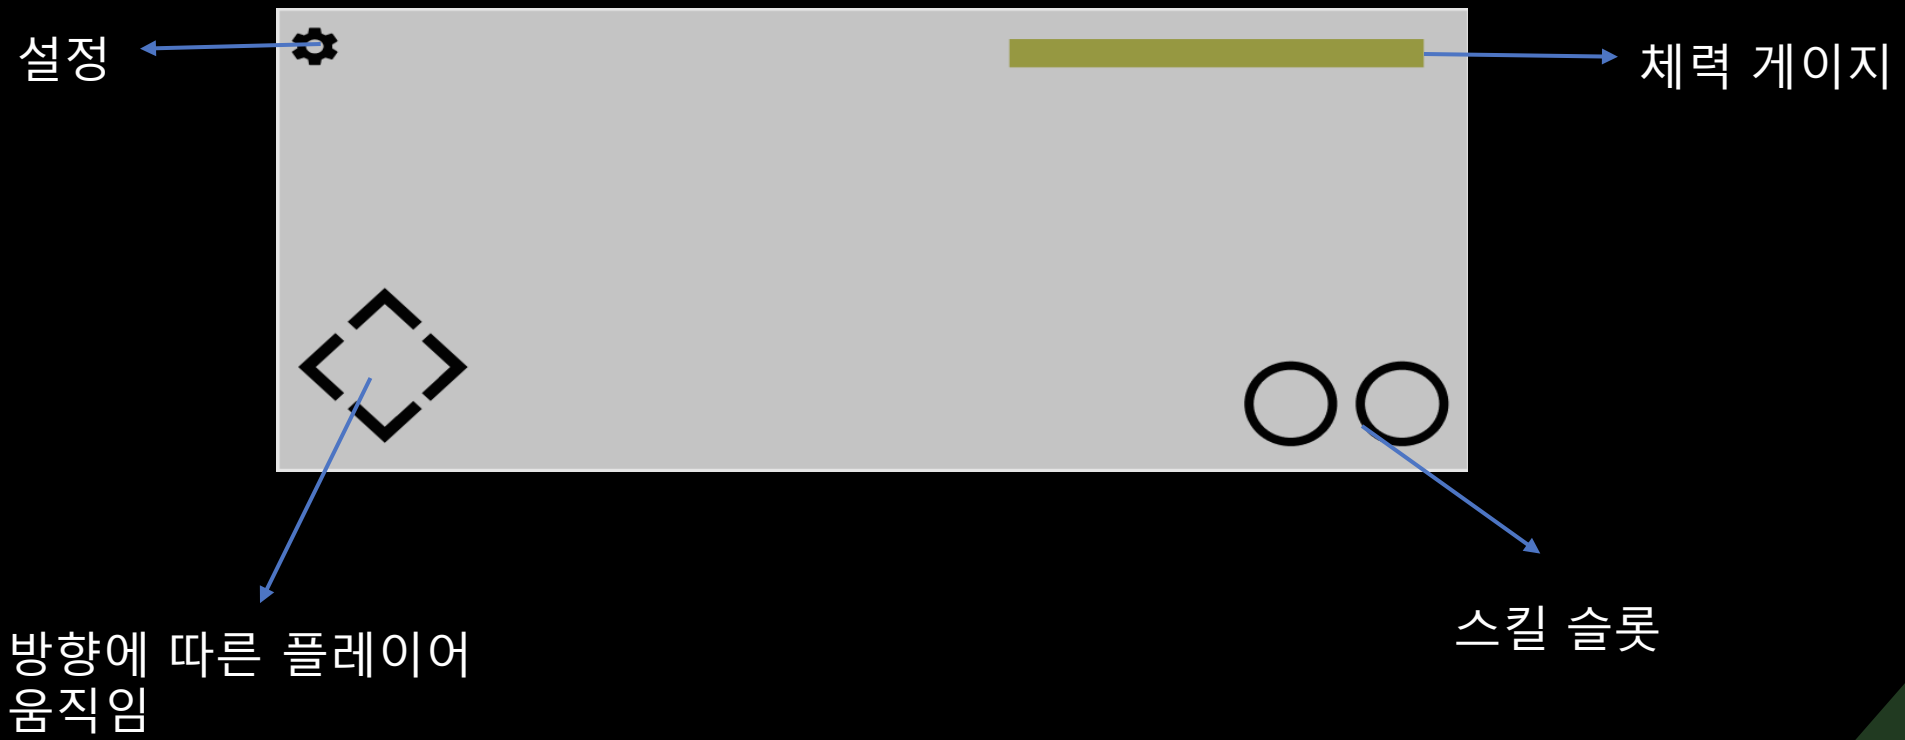 설정
체력 게이지
스킬 슬롯
방향에 따른 플레이어
움직임